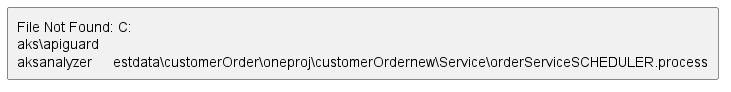 File Not Found: C:
aks\apiguard
aksanalyzer estdata\customerOrder\oneproj\customerOrdernew\Service\orderServiceSCHEDULER.process